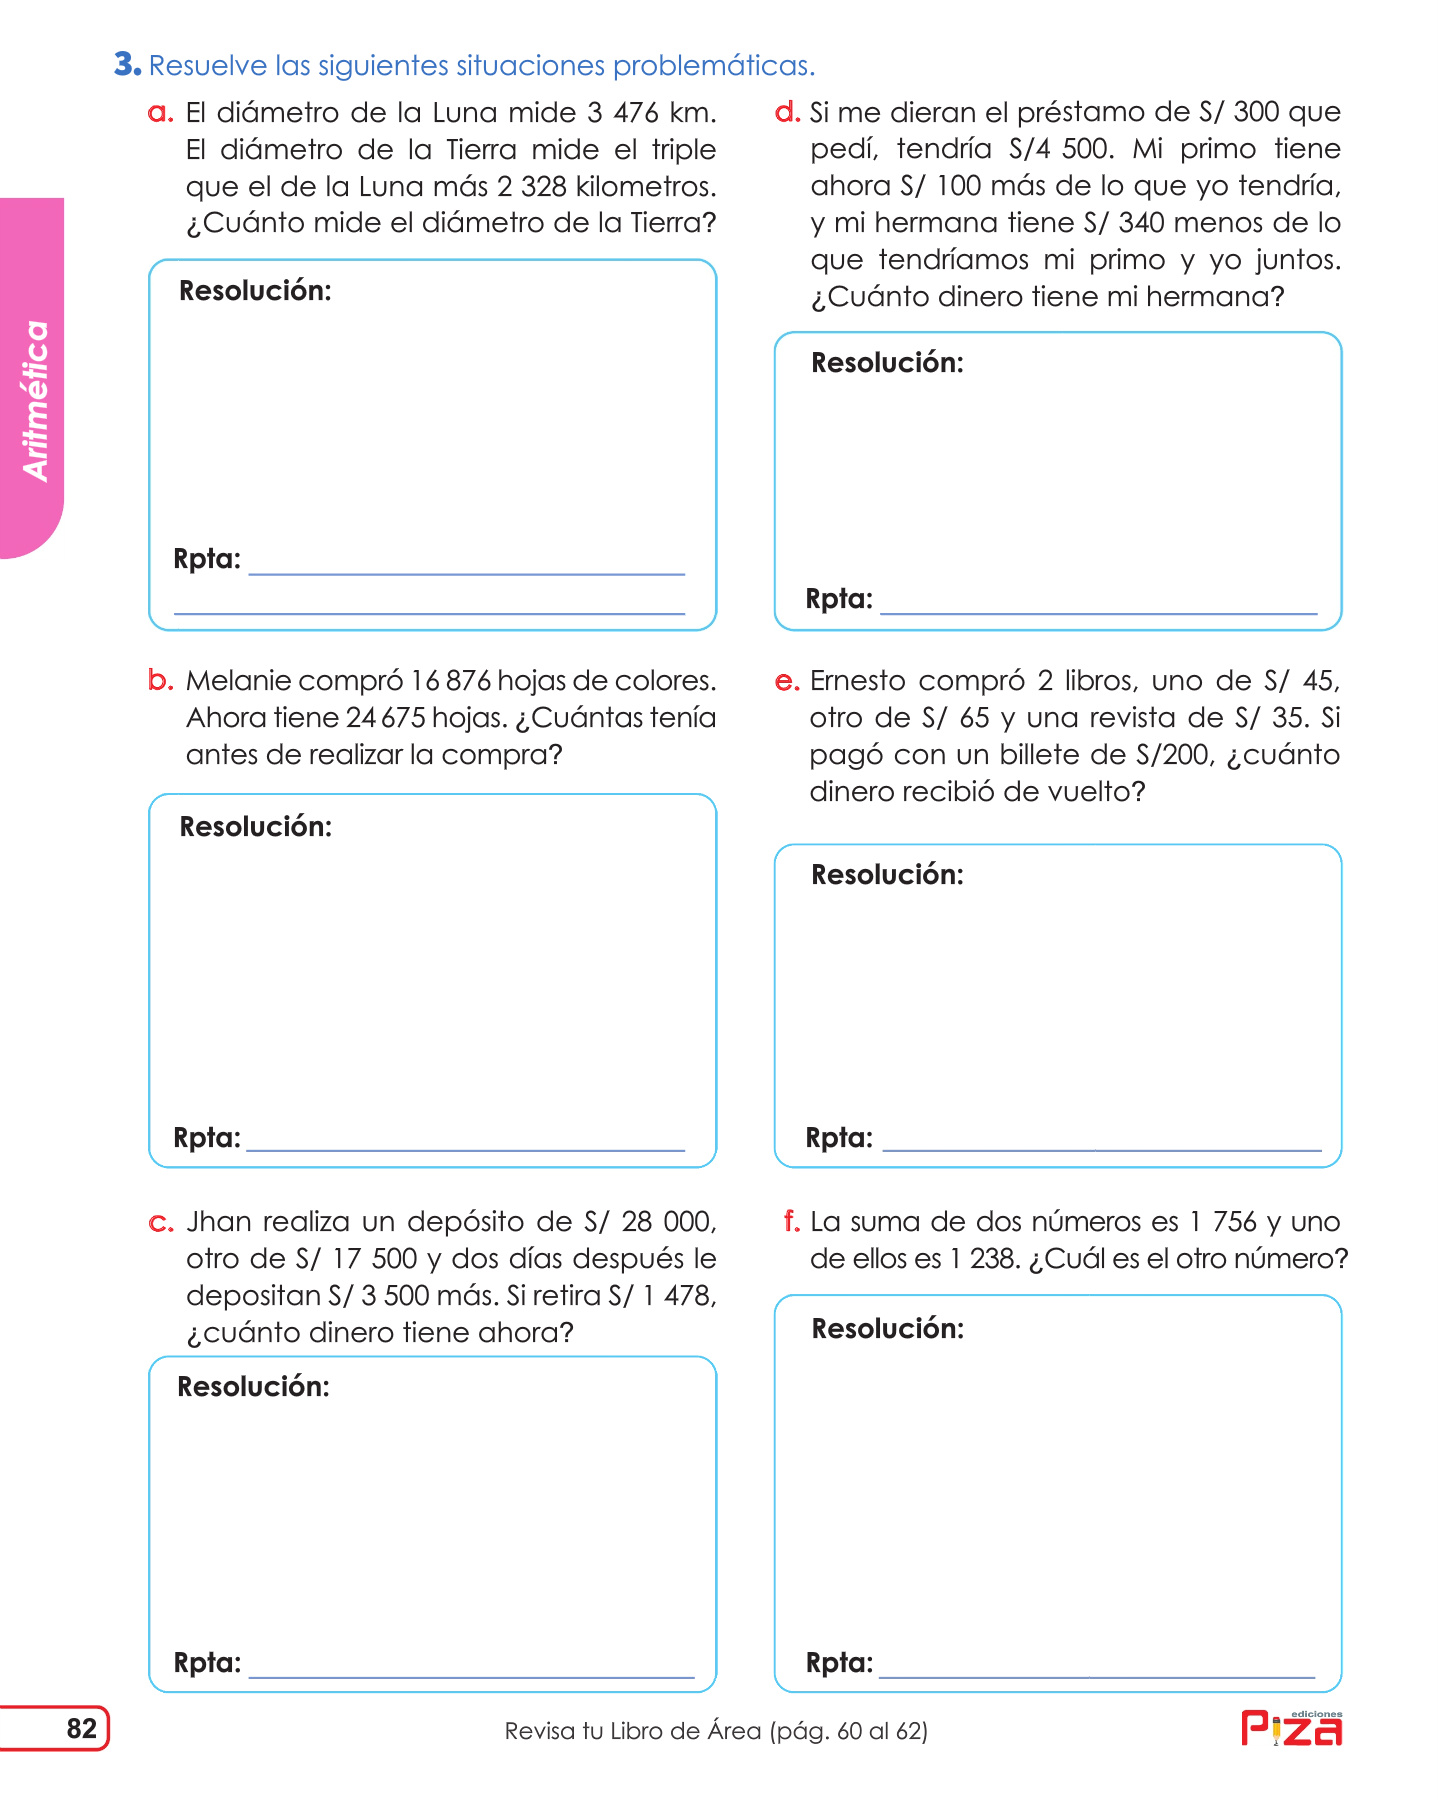 3. Resuelve las siguientes situaciones problemáticas.
a. El diámetro de la Luna mide 3 476 km.
El diámetro de la Tierra mide el triple
que el de la Luna más 2 328 kilometros.
¿Cuánto mide el diámetro de la Tierra?
Resolución:
Rpta:
b. Melanie compró 16 876 hojas de colores.
Ahora tiene 24 675 hojas. ¿Cuántas tenía
antes de realizar la compra?
Resolución:
Rpta:
c. Jhan realiza un depósito de S/ 28 000,
otro de S/ 17 500 y dos días después le
depositan S/ 3 500 más. Si retira S/ 1 478,
¿cuánto dinero tiene ahora?
Resolución:
Rpta:
d. Si me dieran el préstamo de S/ 300 que
pedí, tendría S/4 500. Mi primo tiene
ahora S/ 100 más de lo que yo tendría,
y mi hermana tiene S/ 340 menos de lo
que tendríamos mi primo y yo juntos.
¿Cuánto dinero tiene mi hermana?
Resolución:
Rpta:
e. Ernesto compró 2 libros, uno de S/ 45,
otro de S/ 65 y una revista de S/ 35. Si
pagó con un billete de S/200, ¿cuánto
dinero recibió de vuelto?
Resolución:
Rpta:
f. La suma de dos números es 1 756 y uno
de ellos es 1 238. ¿Cuál es el otro número?
Resolución:
Rpta:
Aritmética
82
Revisa tu Libro de Área (pág. 60 al 62)
ediciones
Piza